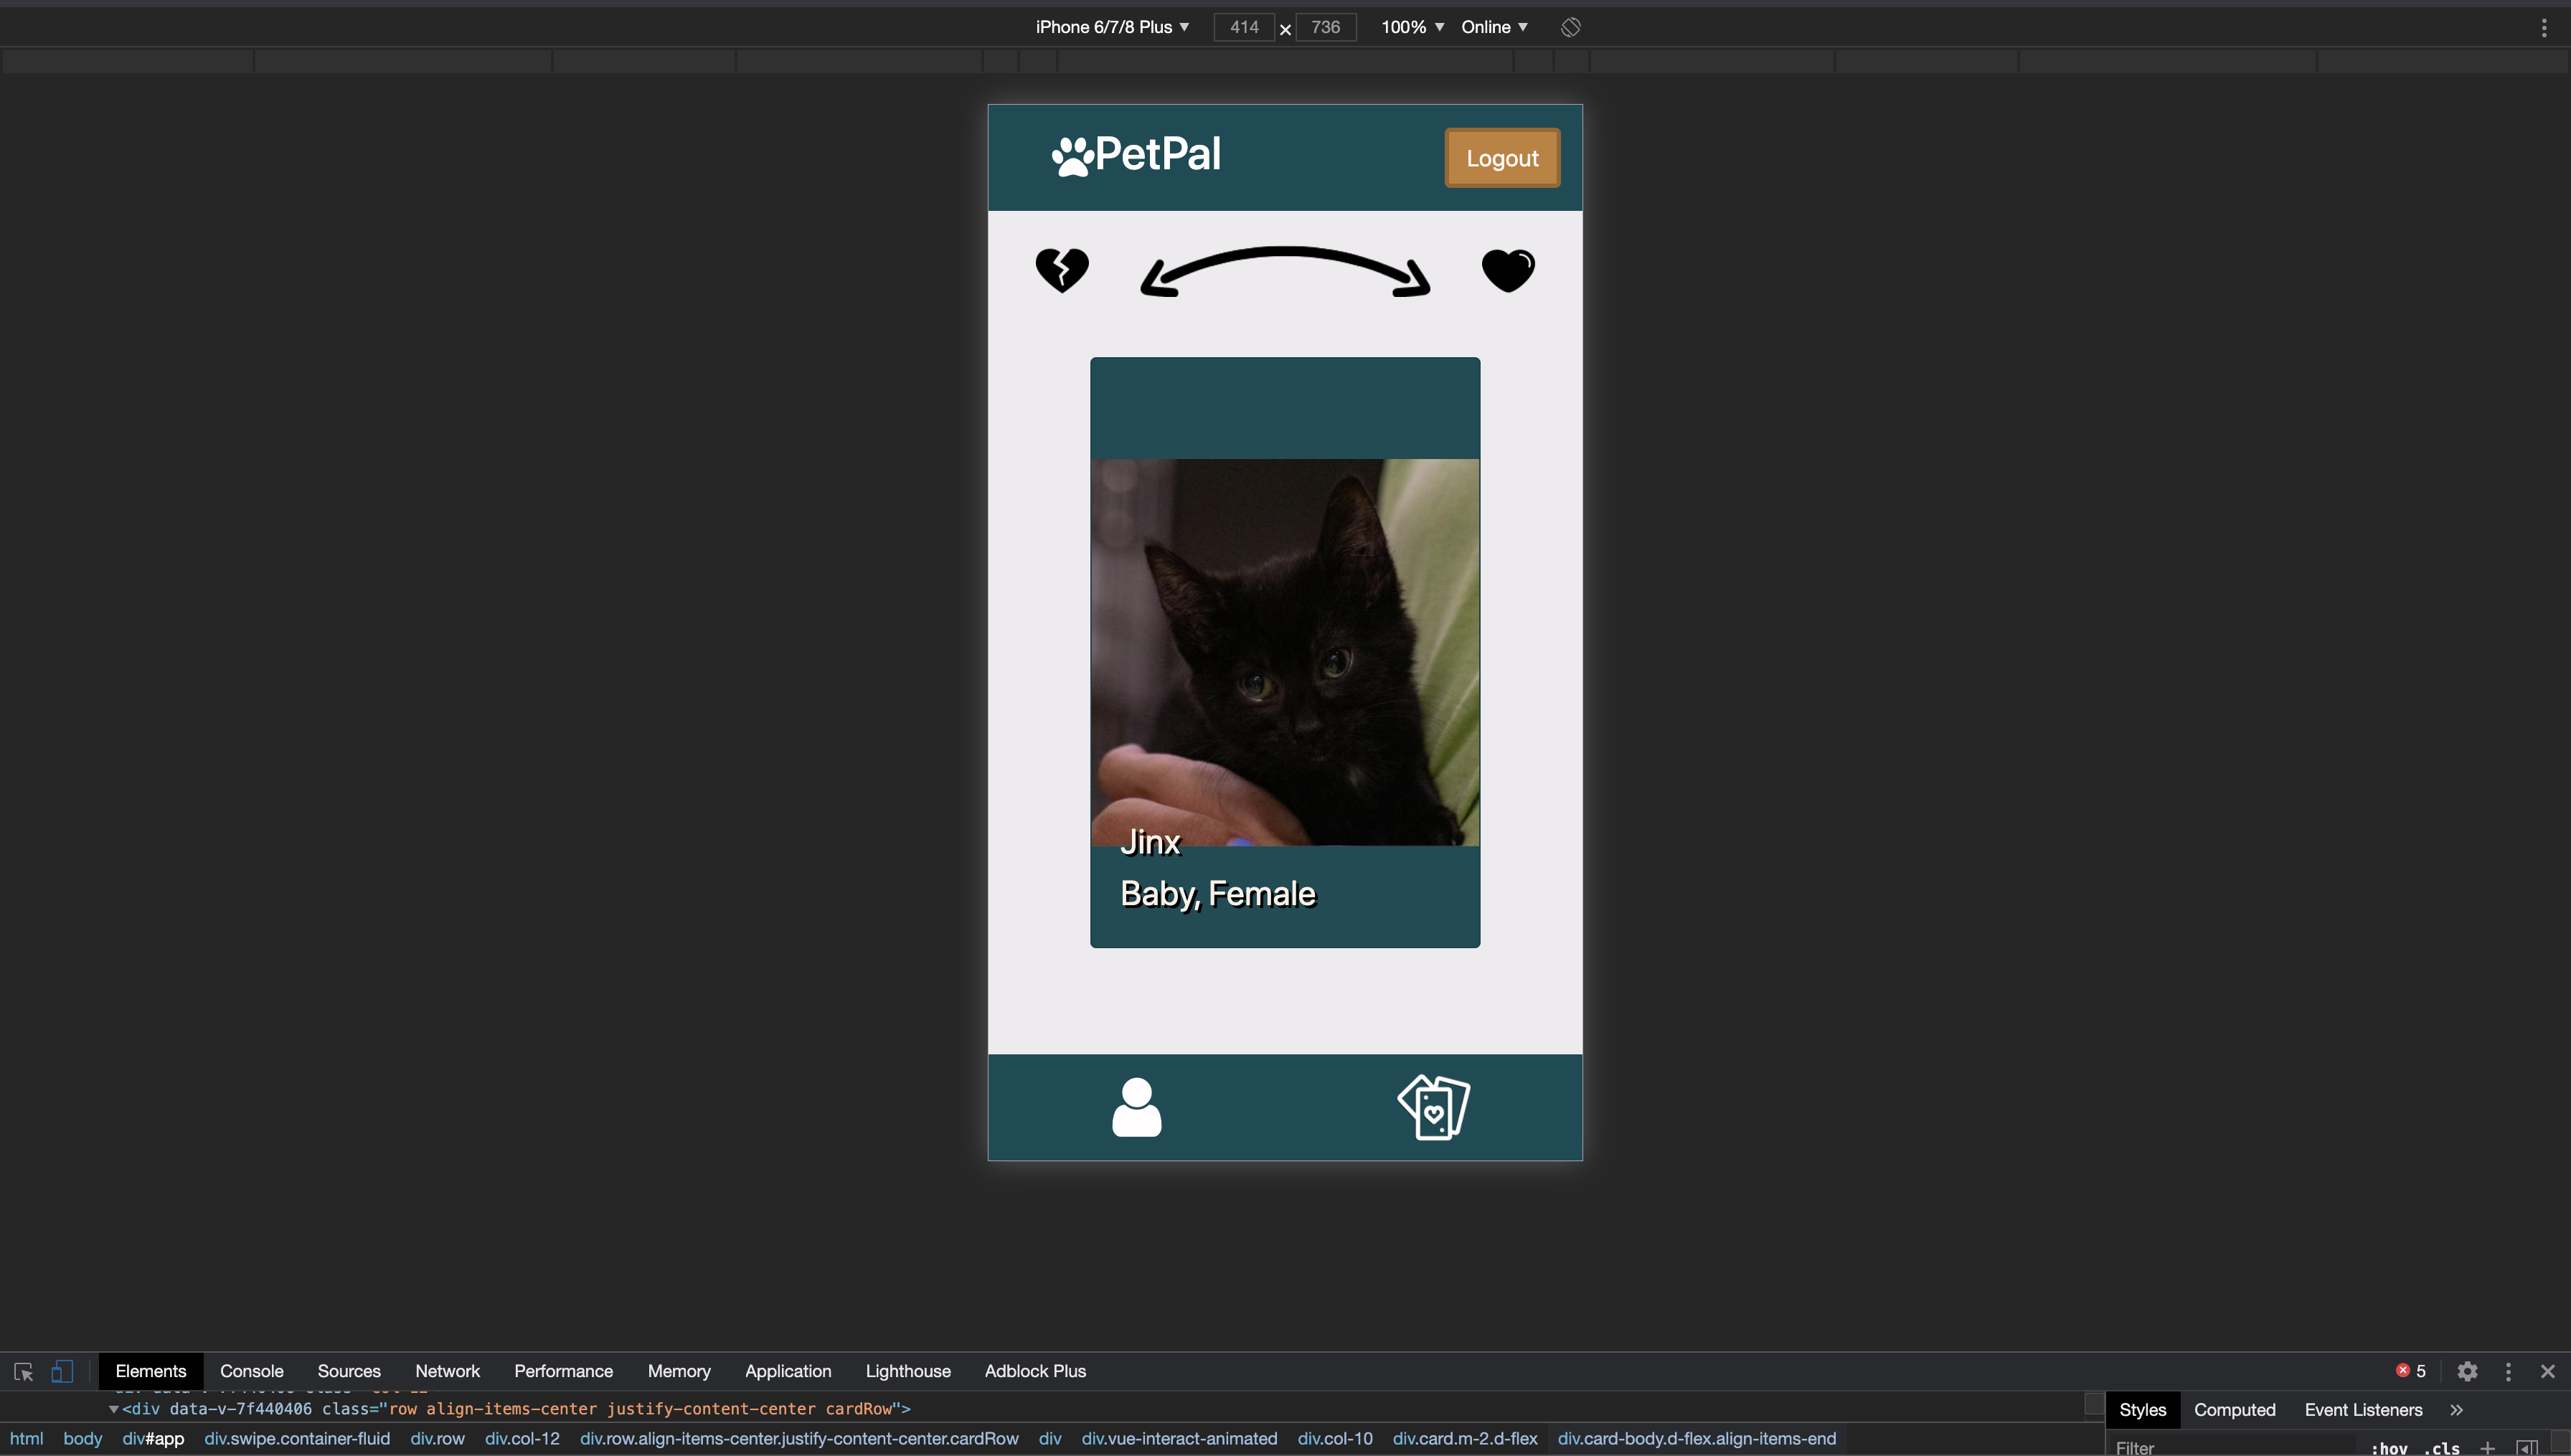 iPhone 6/7/8 Plus ▼ 414 × 736 100% ▼ Online ▼
PetPal
Logout
Jinx
Baby, Female
Elements Console Sources Network Performance Memory Application Lighthouse Adblock Plus 5
<div data-v-7f440406 class="row align-items-center justify-content-center cardRow">
Styles Computed Event Listeners »
html body div#app div.swipe.container-fluid div.row div.col-12 div.row.align-items-center.justify-content-center.cardRow div div.vue-interact-animated div.col-10 div.card.m-2.d-flex div.card-body.d-flex.align-items-end
Filter :hov .cls +